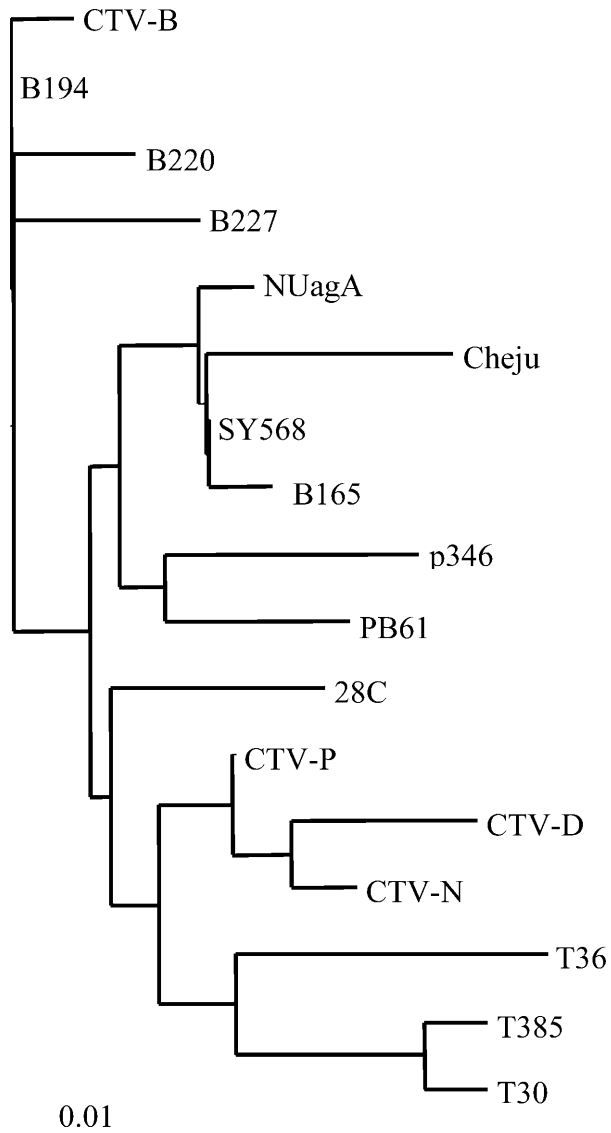 CTV-B
B194
B220
B227
NUagA
Cheju
SY568
B165
p346
PB61
28C
CTV-P
CTV-D
CTV-N
T36
T385
T30
0.01